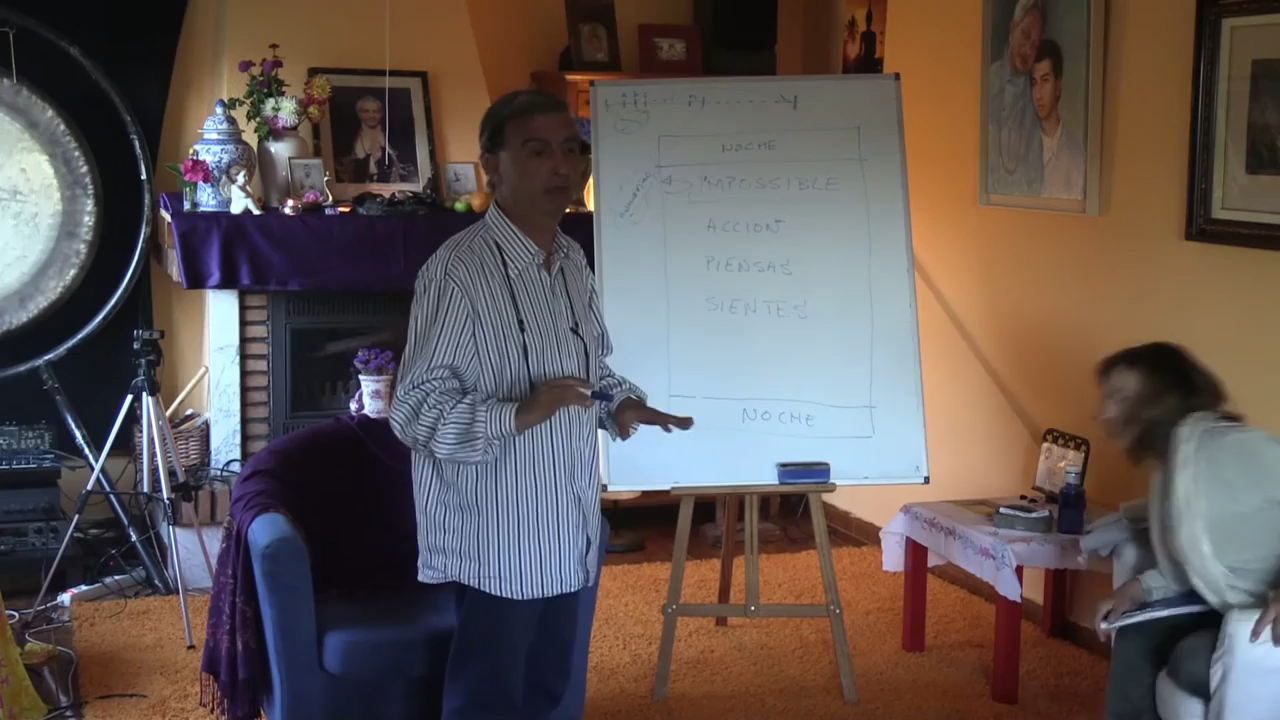 NOCHE
IMPOSSIBLE
ACCION
PIENSAS
SIENTES
NOCHE